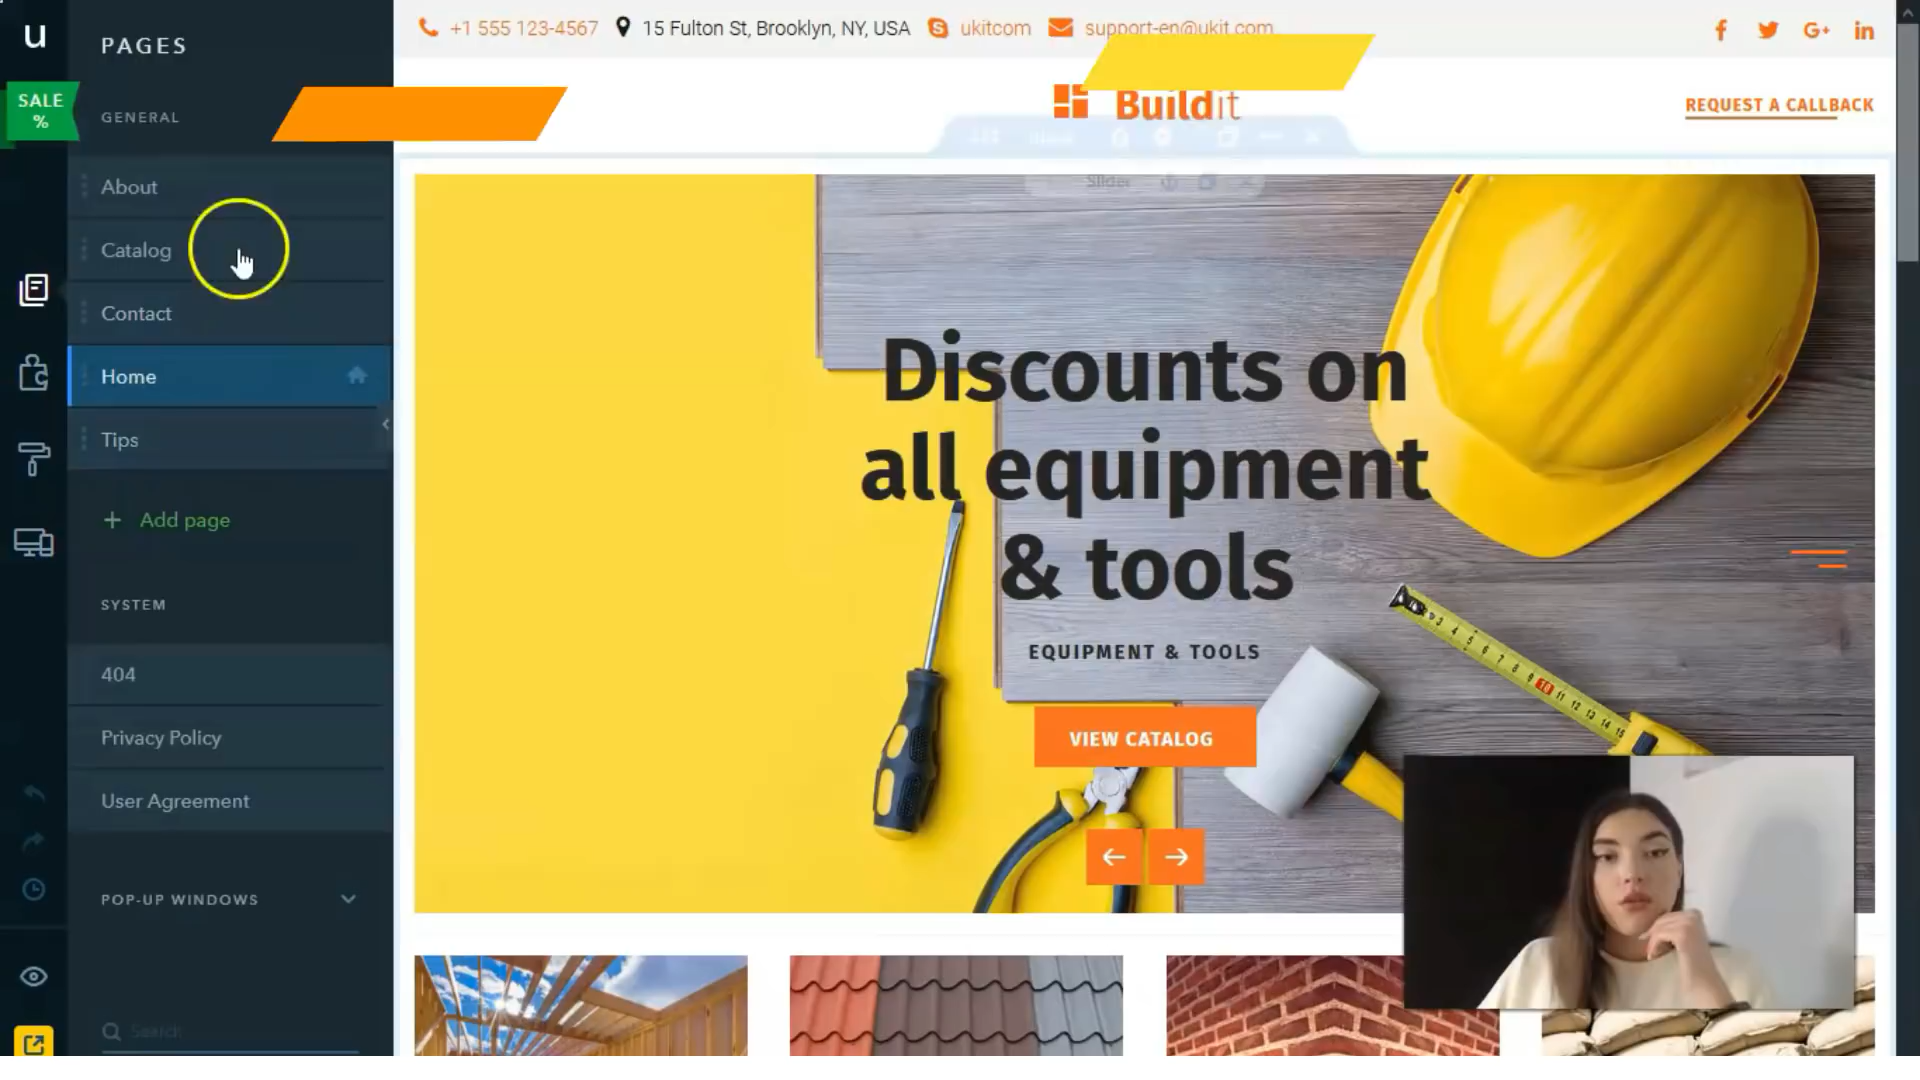 u
PAGES
SALE
%
GENERAL
About
Catalog
Contact
Home
Tips
+ Add page
SYSTEM
404
Privacy Policy
User Agreement
POP-UP WINDOWS
Search
+1 555 123-4567
15 Fulton St, Brooklyn, NY, USA
ukitcom
support-en@ukit.com
Buildit
REQUEST A CALLBACK
Slider
Discounts on
all equipment
& tools
EQUIPMENT & TOOLS
VIEW CATALOG